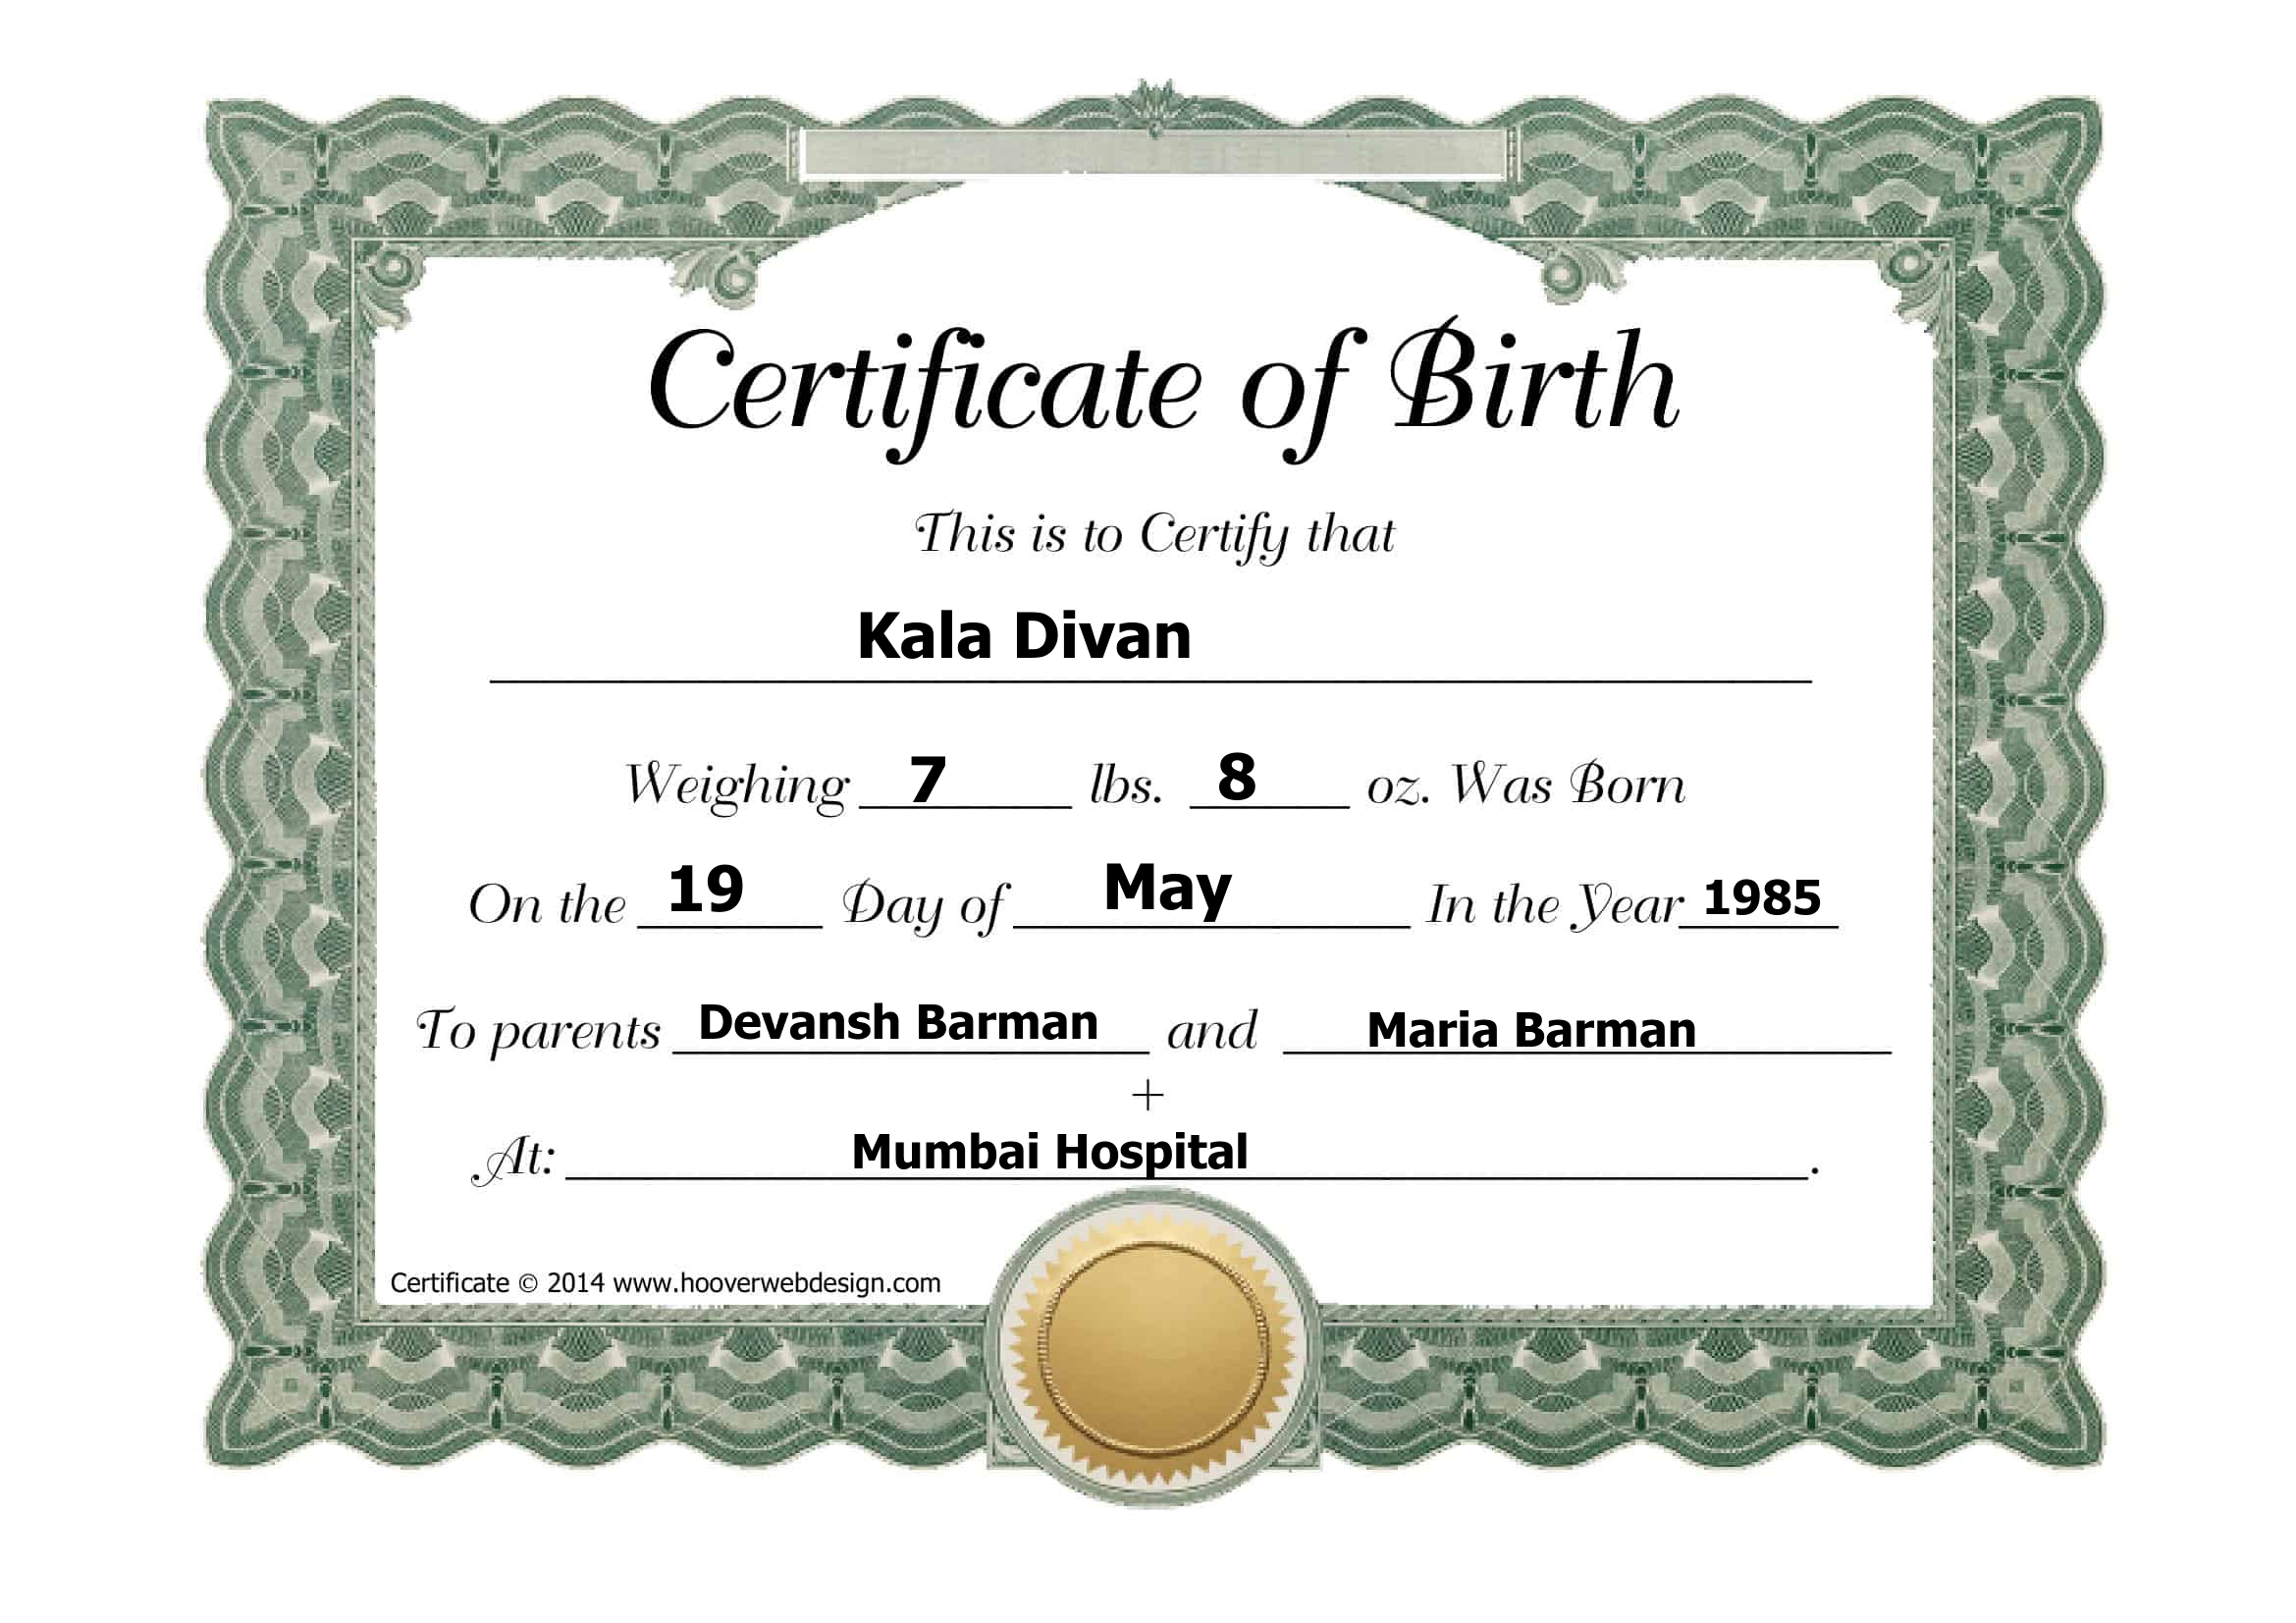 Certificate of Birth
This is to Certify that
Kala Divan
Weighing 7 lbs. 8 oz. Was Born
On the 19 Day of May In the Year 1985
To parents Devansh Barman and Maria Barman
+
At: Mumbai Hospital.
Certificate © 2014 www.hooverwebdesign.com